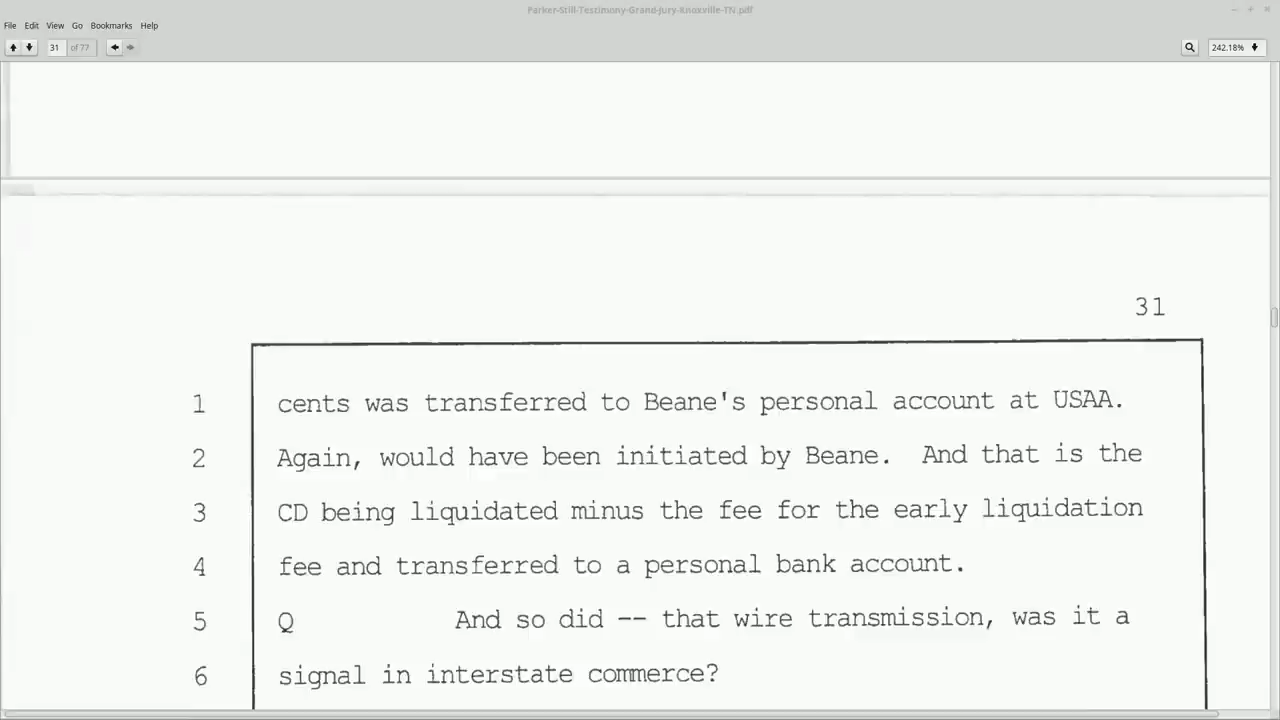 Parker-Still-Testimony-Grand-Jury-Knoxville-TN.pdf
File Edit View Go Bookmarks Help
31 of 77
242.18%
31
1 cents was transferred to Beane's personal account at USAA.
2 Again, would have been initiated by Beane. And that is the
3 CD being liquidated minus the fee for the early liquidation
4 fee and transferred to a personal bank account.
5 Q And so did -- that wire transmission, was it a
6 signal in interstate commerce?